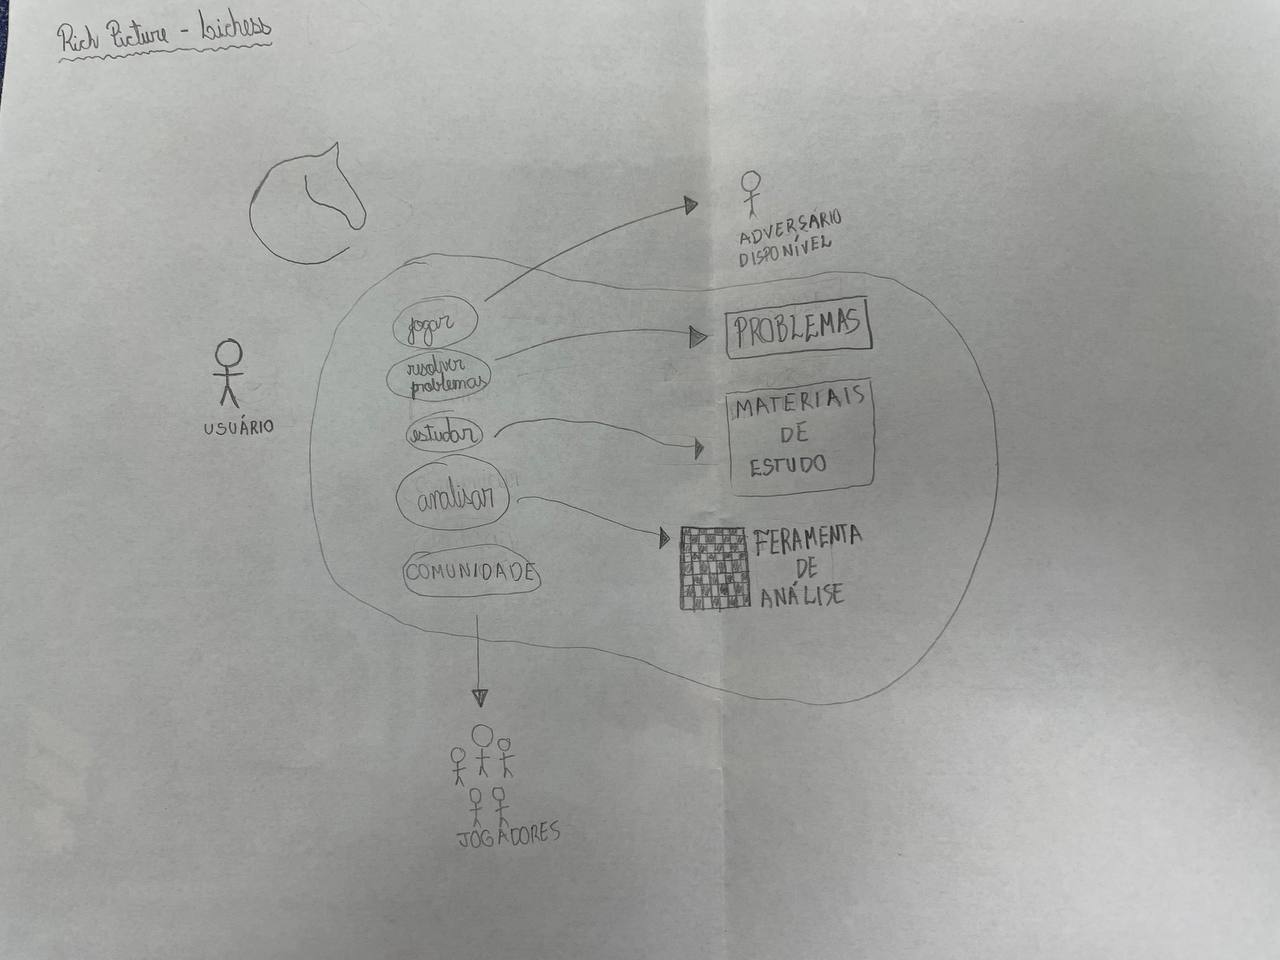 Rich Picture - Lichess
ADVERSÁRIO
DISPONÍVEL
jogar
PROBLEMAS
resolver
problemas
USUÁRIO
estudar
MATERIAIS
DE
ESTUDO
analisar
FERAMENTA
DE
ANÁLISE
COMUNIDADE
JOGADORES